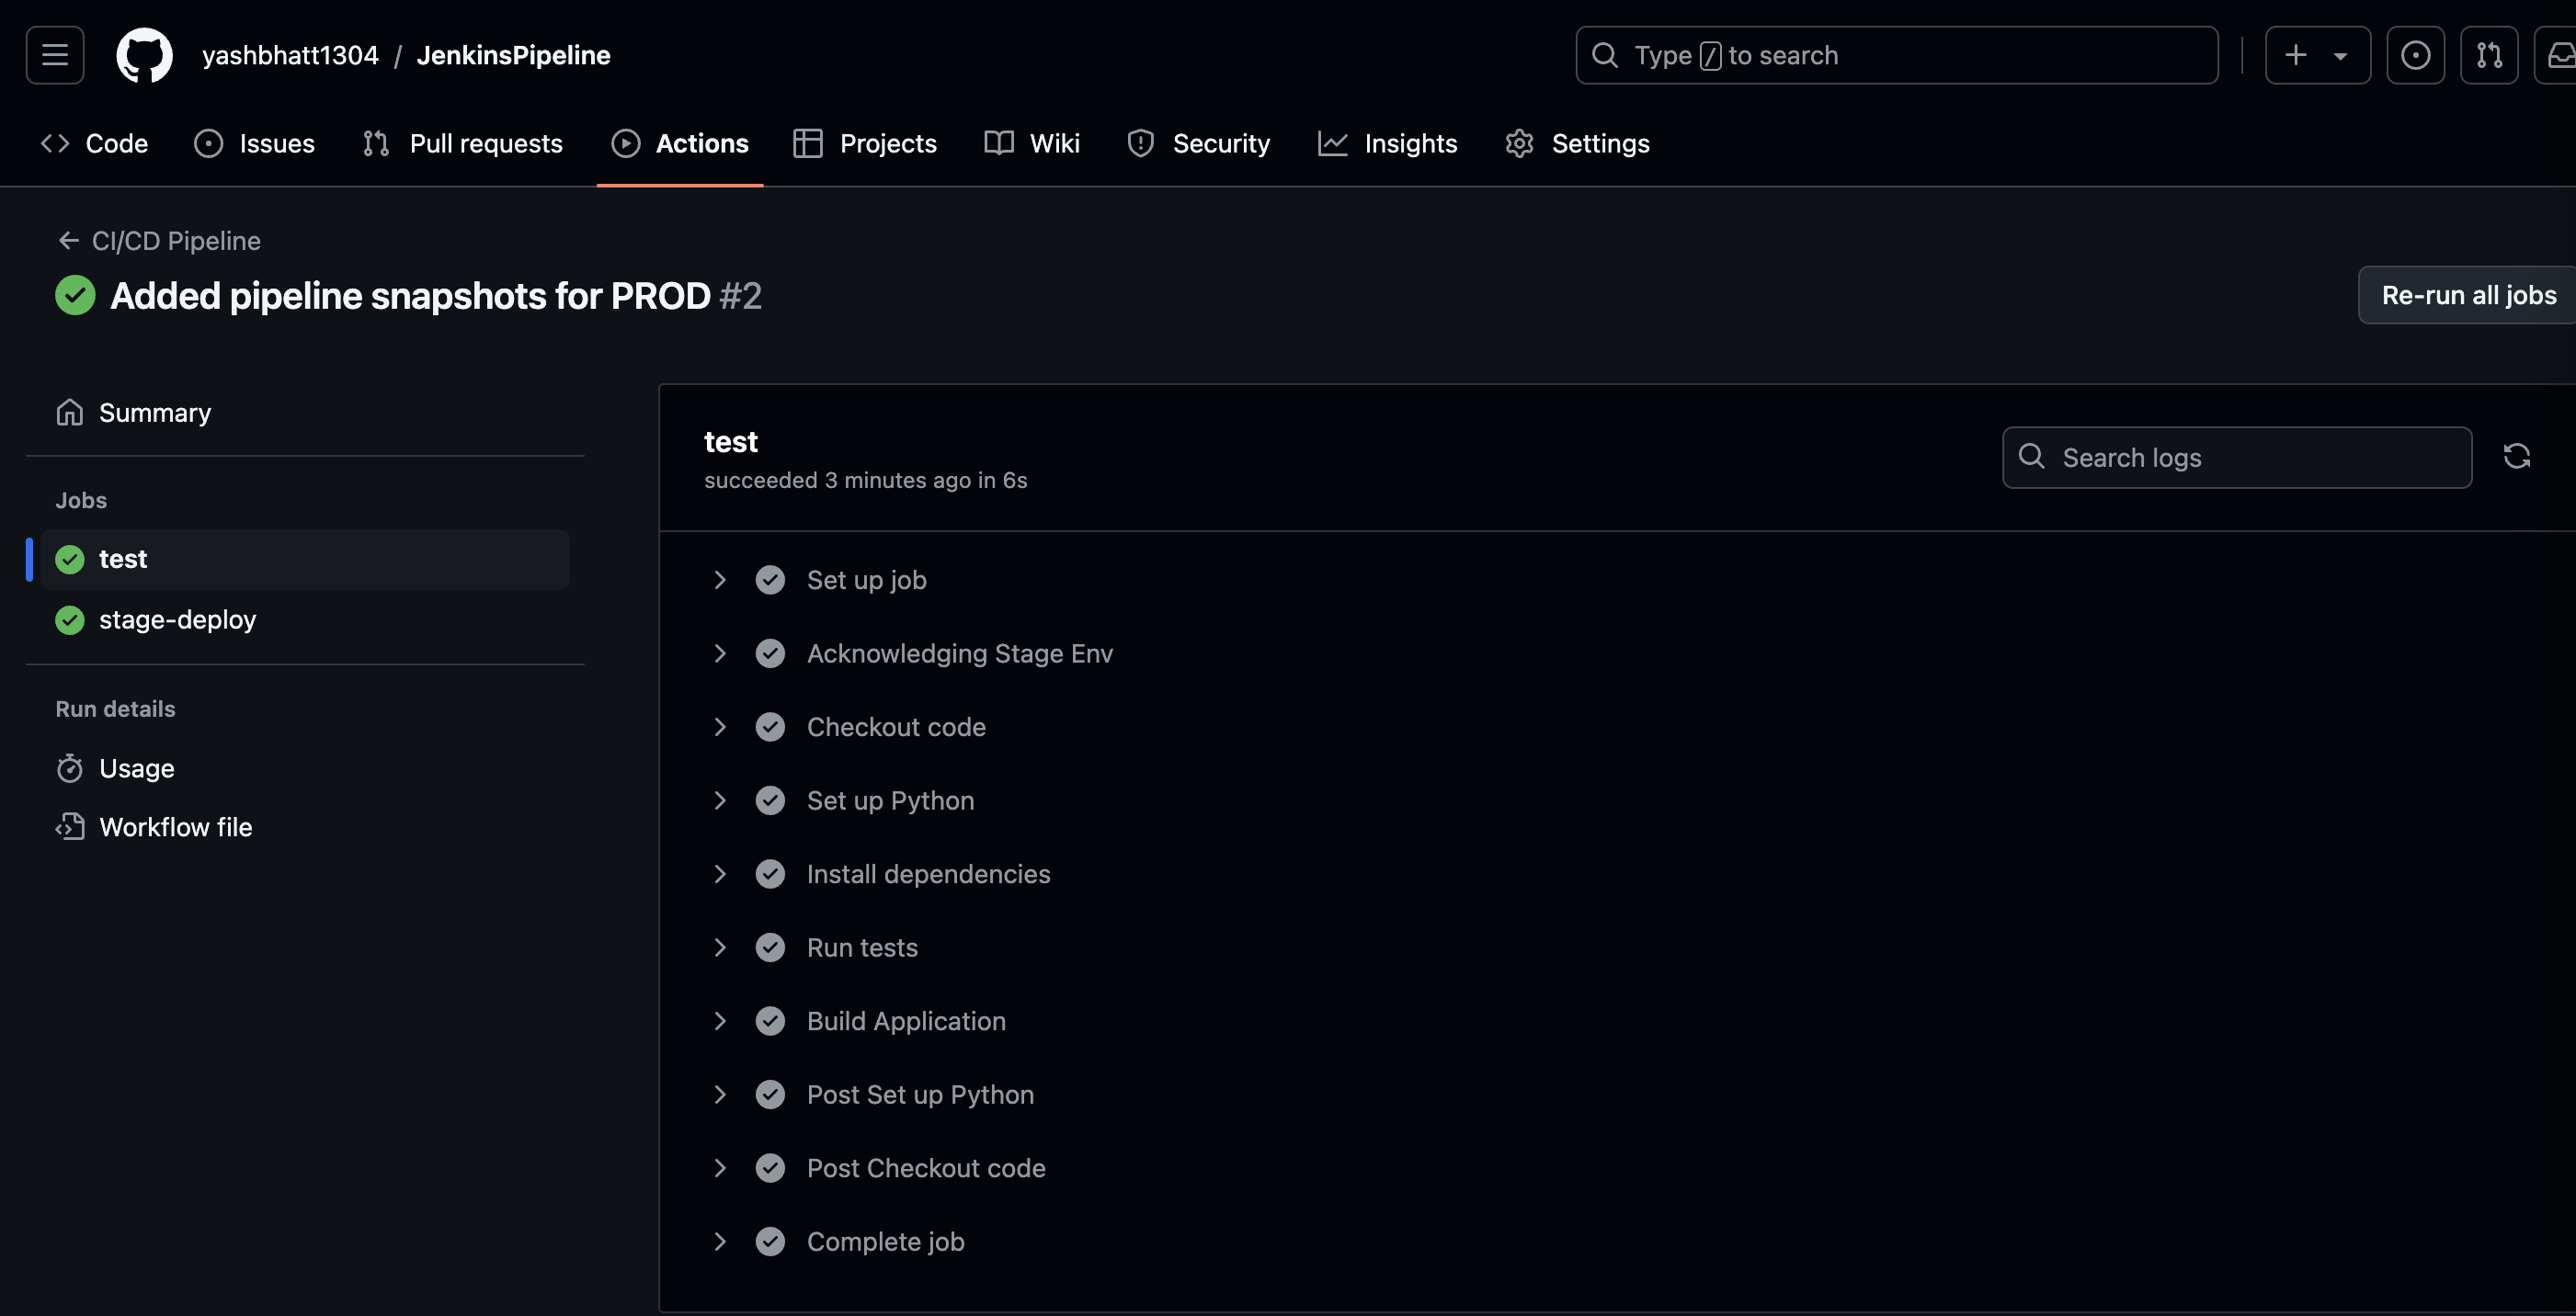 yashbhatt1304 / JenkinsPipeline
Type / to search
Code
Issues
Pull requests
Actions
Projects
Wiki
Security
Insights
Settings
CI/CD Pipeline
Added pipeline snapshots for PROD #2
Re-run all jobs
Summary
Jobs
test
stage-deploy
Run details
Usage
Workflow file
test
succeeded 3 minutes ago in 6s
Search logs
Set up job
Acknowledging Stage Env
Checkout code
Set up Python
Install dependencies
Run tests
Build Application
Post Set up Python
Post Checkout code
Complete job